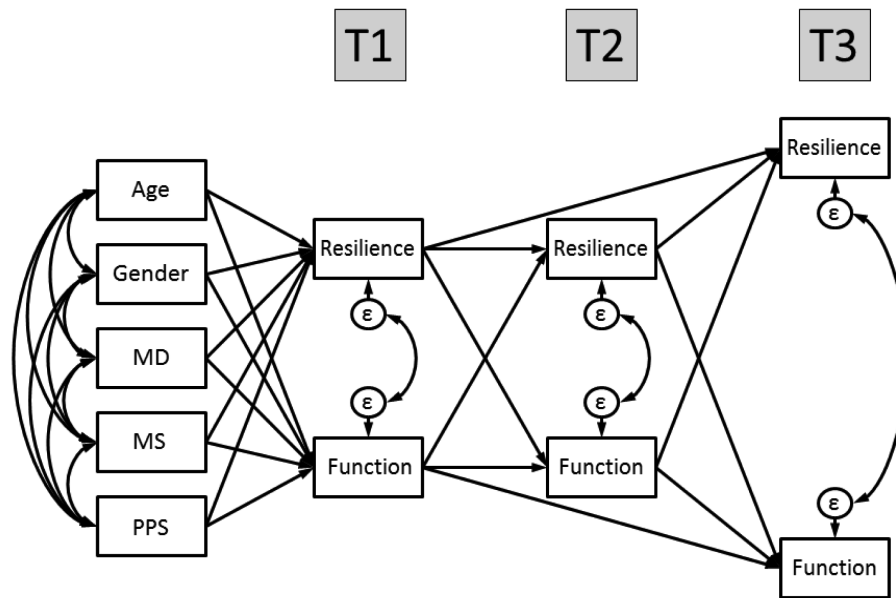 T1
T2
T3
Resilience
Age
Resilience
Resilience
ε
Gender
ε
ε
MD
ε
ε
MS
Function
Function
ε
PPS
Function